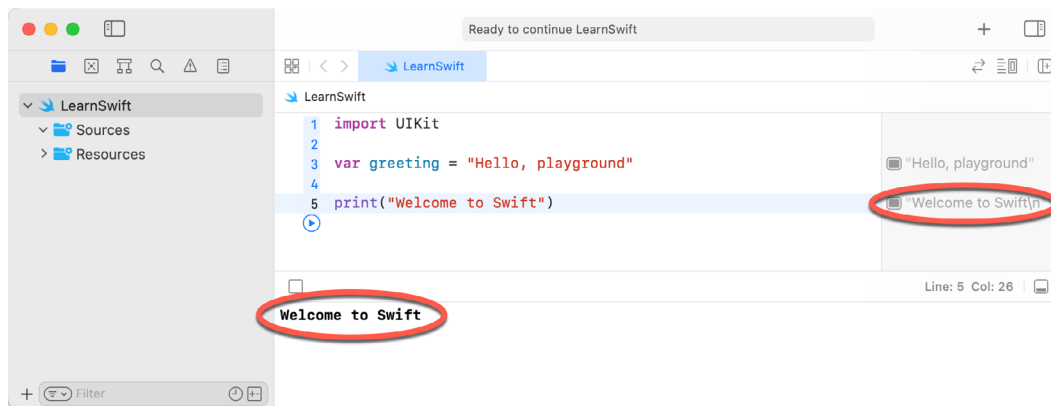 Ready to continue LearnSwift
LearnSwift
LearnSwift
Sources
Resources
LearnSwift
1 import UIKit
2
3 var greeting = "Hello, playground"
"Hello, playground"
4
5 print("Welcome to Swift")
"Welcome to Swift\n
Line: 5 Col: 26
Welcome to Swift
Filter